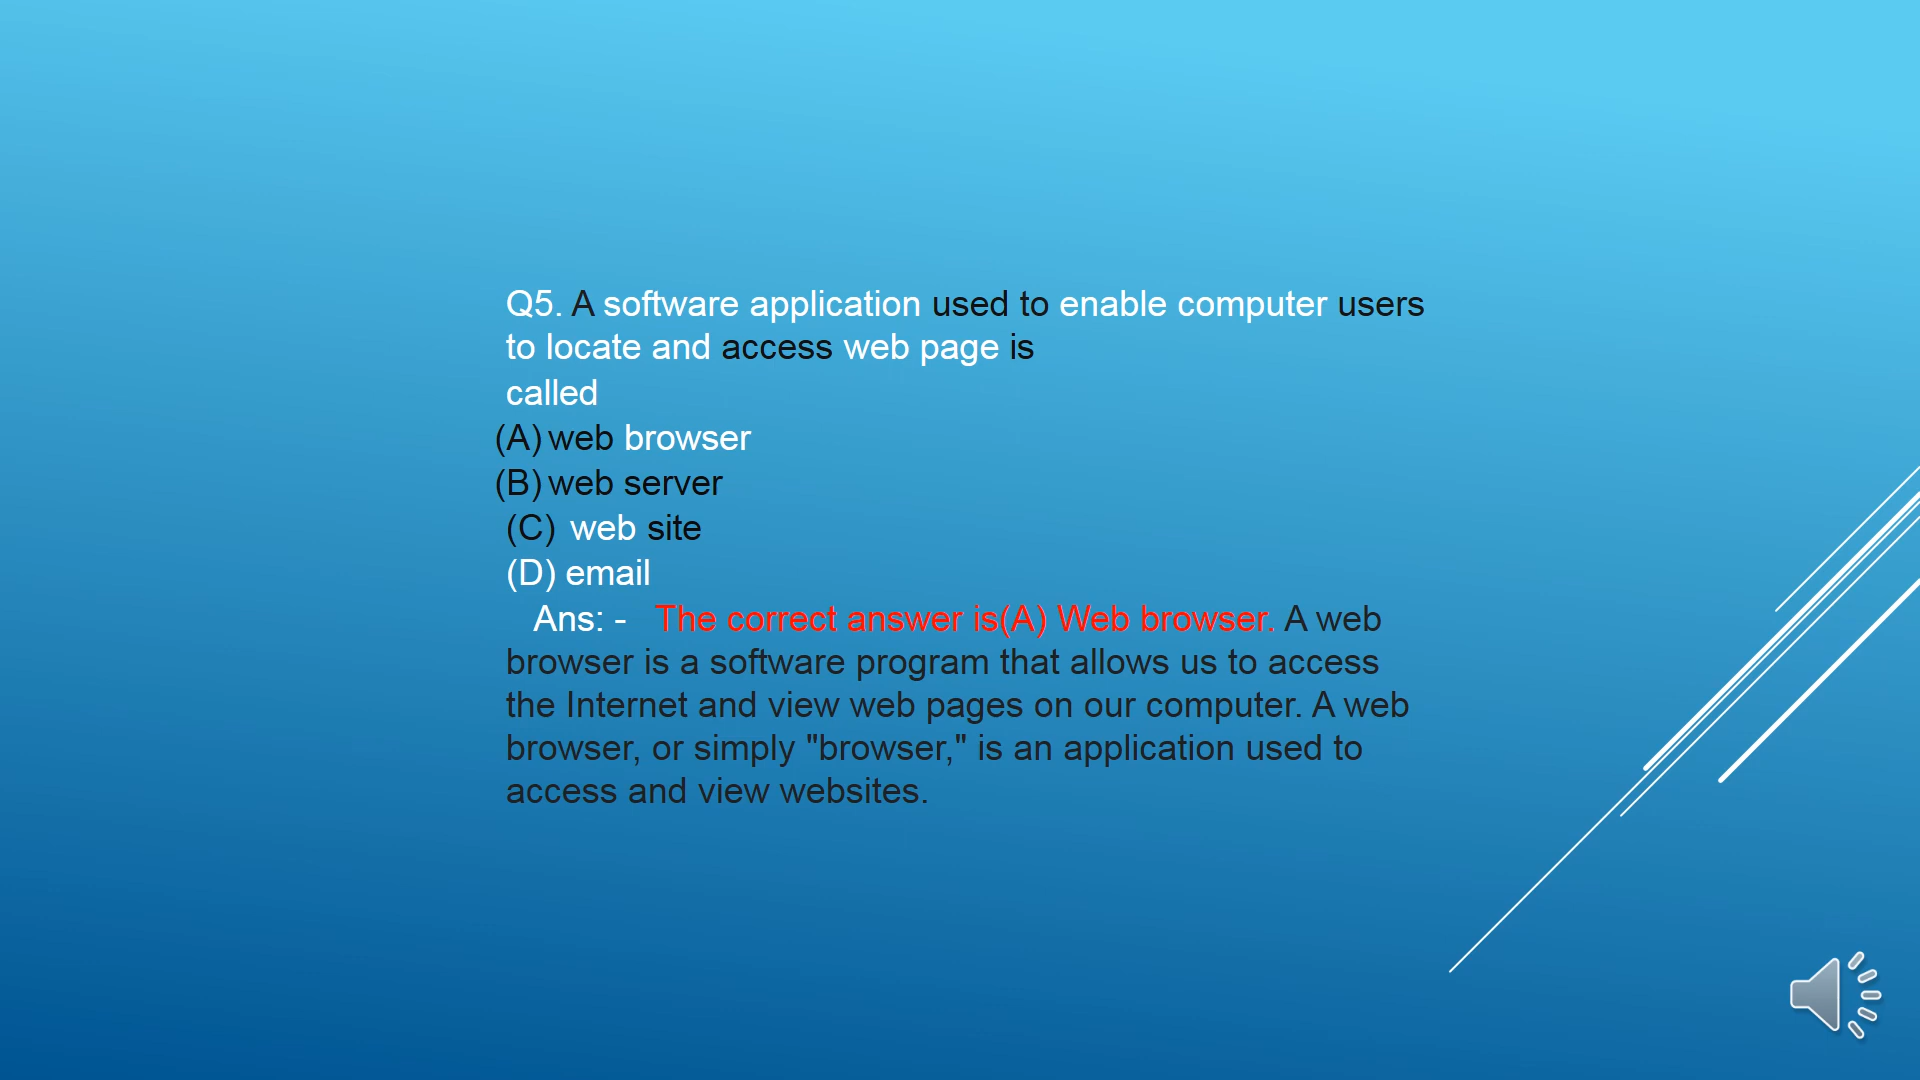 Q5. A software application used to enable computer users
to locate and access web page is
called
(A) web browser
(B) web server
(C) web site
(D) email
Ans: - The correct answer is(A) Web browser. A web
browser is a software program that allows us to access
the Internet and view web pages on our computer. A web
browser, or simply "browser," is an application used to
access and view websites.